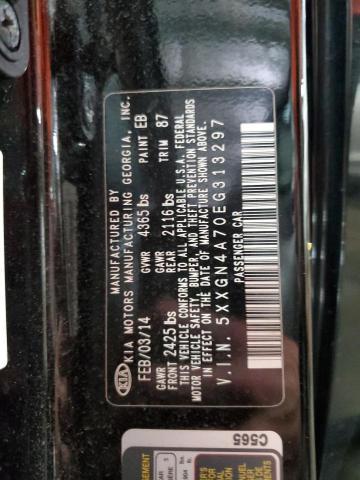 MANUFACTURED BY
KIA KIA MOTORS MANUFACTURING GEORGIA, INC.
FEB/03/14 GVWR 4365 lbs PAINT EB
GAWR FRONT 2425 lbs GAWR REAR 2116 lbs TRIM 87
THIS VEHICLE CONFORMS TO ALL APPLICABLE U.S.A. FEDERAL
MOTOR VEHICLE SAFETY, BUMPER, AND THEFT PREVENTION STANDARDS
IN EFFECT ON THE DATE OF MANUFACTURE SHOWN ABOVE.
V.I.N. 5XXGN4A70EG313297
PASSENGER CAR
C565